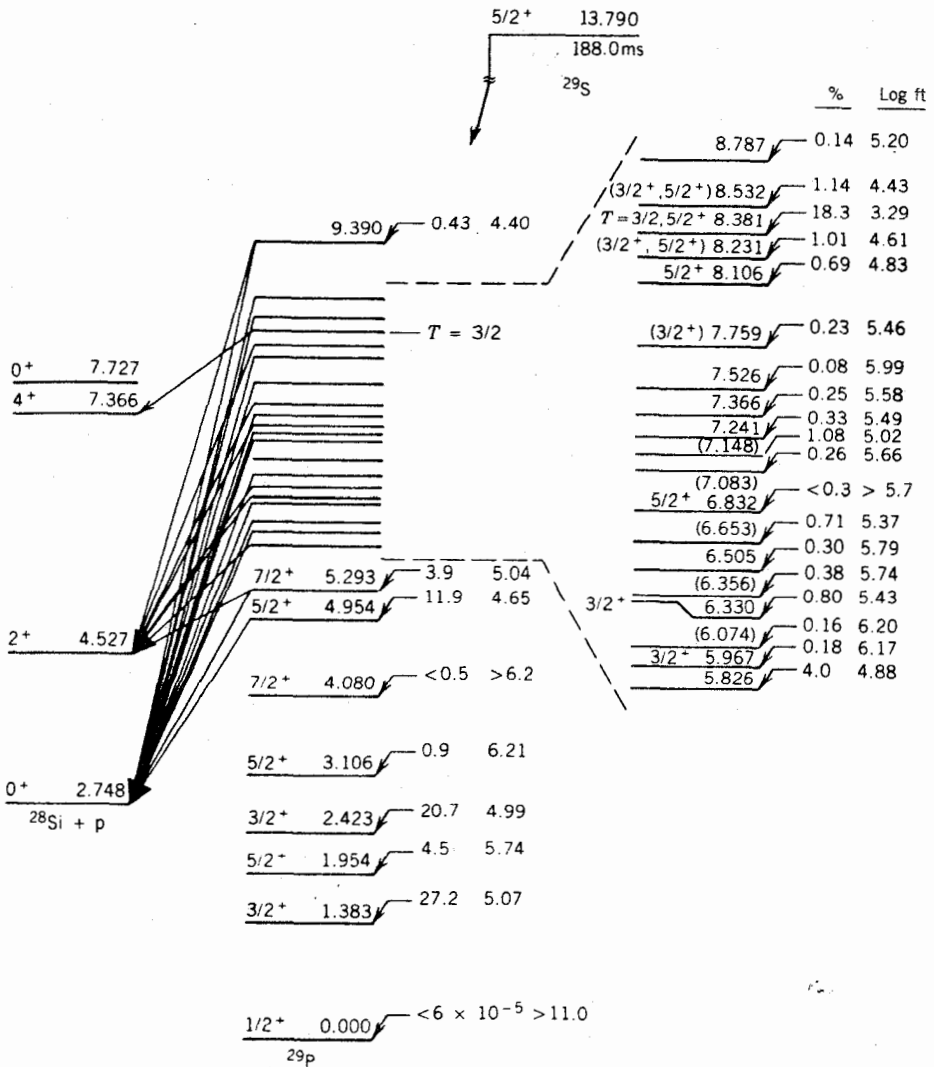 5/2+ 13.790
188.0ms
29S
% Log ft
8.787 0.14 5.20
(3/2+,5/2+) 8.532 1.14 4.43
T=3/2,5/2+ 8.381 18.3 3.29
(3/2+, 5/2+) 8.231 1.01 4.61
5/2+ 8.106 0.69 4.83
(3/2+) 7.759 0.23 5.46
7.526 0.08 5.99
7.366 0.25 5.58
7.241 0.33 5.49
(7.148) 1.08 5.02
0.26 5.66
(7.083)
5/2+ 6.832 <0.3 > 5.7
(6.653) 0.71 5.37
6.505 0.30 5.79
(6.356) 0.38 5.74
3/2+ 6.330 0.80 5.43
(6.074) 0.16 6.20
3/2+ 5.967 0.18 6.17
5.826 4.0 4.88
9.390 0.43 4.40
T = 3/2
0+ 7.727
4+ 7.366
2+ 4.527
0+ 2.748
28Si + p
7/2+ 5.293 3.9 5.04
5/2+ 4.954 11.9 4.65
7/2+ 4.080 <0.5 >6.2
5/2+ 3.106 0.9 6.21
3/2+ 2.423 20.7 4.99
5/2+ 1.954 4.5 5.74
3/2+ 1.383 27.2 5.07
1/2+ 0.000 <6 × 10−5 >11.0
29P